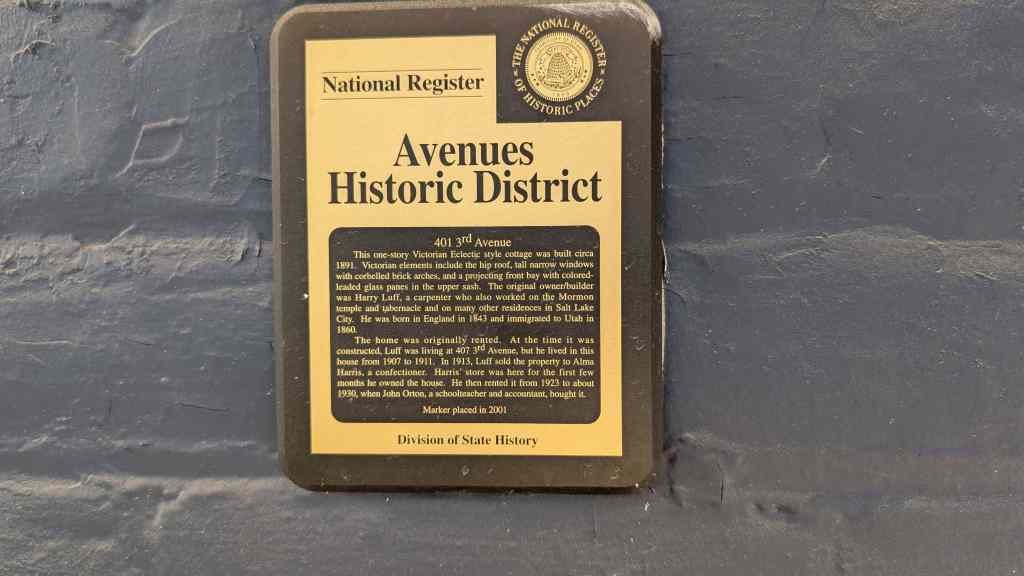 THE NATIONAL REGISTER
OF HISTORIC PLACES
National Register
Avenues
Historic District
401 3rd Avenue
This one-story Victorian Eclectic style cottage was built circa
1891. Victorian elements include the hip roof, tall narrow windows
with corbelled brick arches, and a projecting front bay with colored-
leaded glass panes in the upper sash. The original owner/builder
was Harry Luff, a carpenter who also worked on the Mormon
temple and tabernacle and on many other residences in Salt Lake
City. He was born in England in 1843 and immigrated to Utah in
1860.
The home was originally rented. At the time it was
constructed, Luff was living at 407 3rd Avenue, but he lived in this
house from 1907 to 1911. In 1913, Luff sold the property to Alma
Harris, a confectioner. Harris' store was here for the first few
months he owned the house. He then rented it from 1923 to about
1930, when John Orton, a schoolteacher and accountant, bought it.
Marker placed in 2001
Division of State History